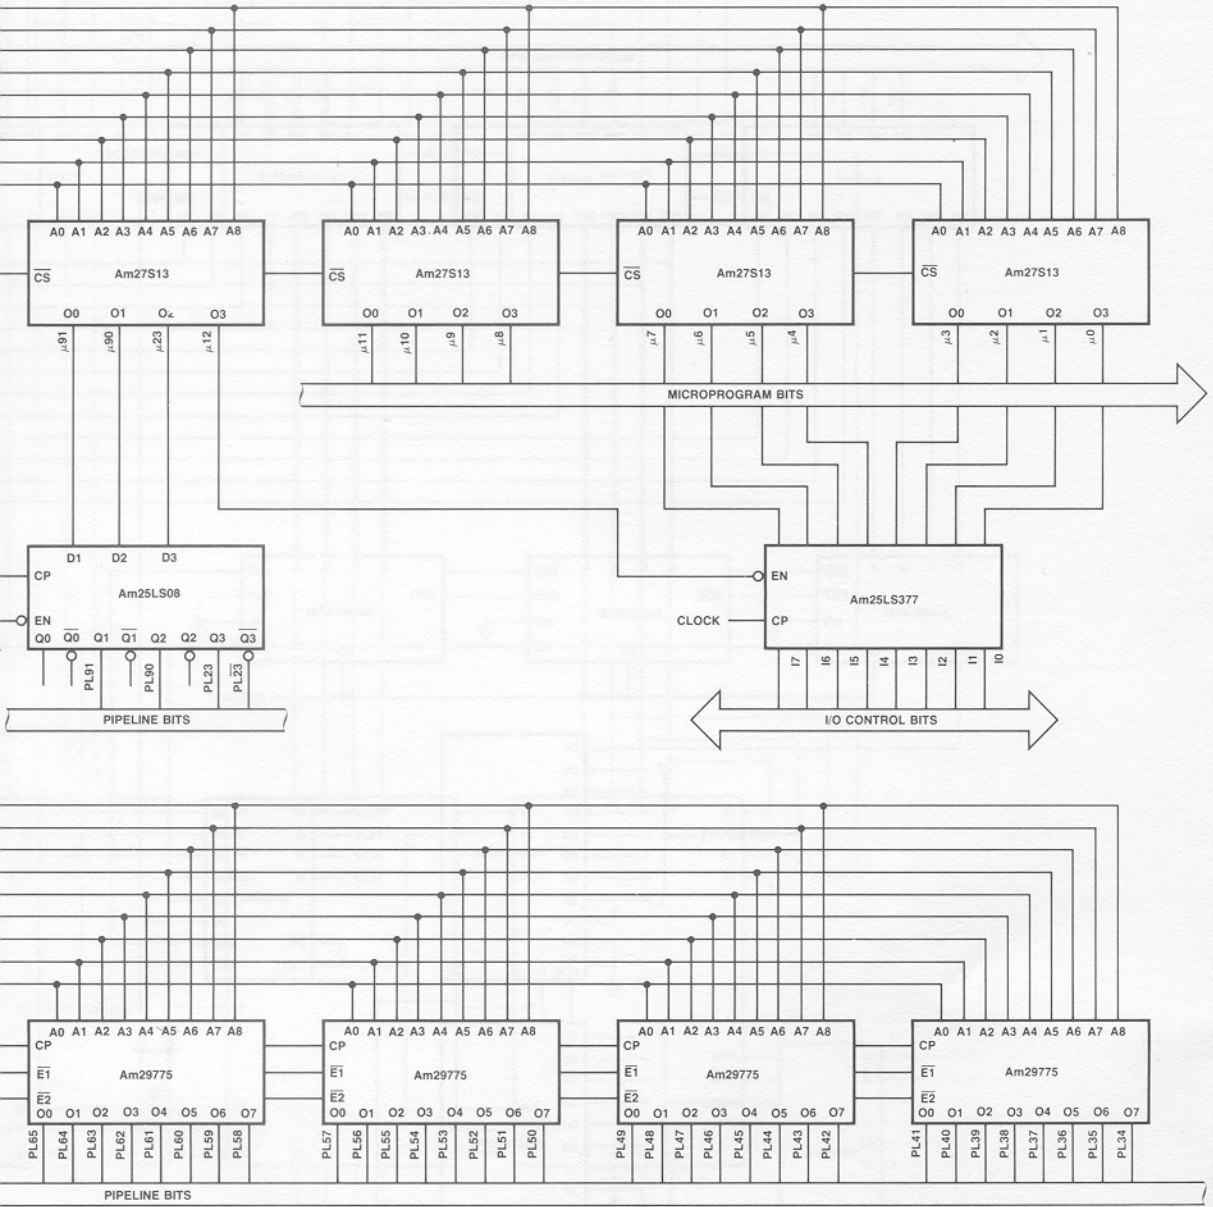 A0 A1 A2 A3 A4 A5 A6 A7 A8
A0 A1 A2 A3 A4 A5 A6 A7 A8
A0 A1 A2 A3 A4 A5 A6 A7 A8
A0 A1 A2 A3 A4 A5 A6 A7 A8
CS Am27S13
CS Am27S13
CS Am27S13
CS Am27S13
O0 O1 O2 O3
O0 O1 O2 O3
O0 O1 O2 O3
O0 O1 O2 O3
μ91 μ90 μ23 μ12
μ11 μ10 μ9 μ8
μ7 μ6 μ5 μ4
μ3 μ2 μ1 μ0
MICROPROGRAM BITS
D1 D2 D3
CP
Am25LS08
EN
Q0 Q0 Q1 Q1 Q2 Q2 Q3 Q3
PL91 PL90 PL23 PL23
PIPELINE BITS
EN
Am25LS377
CLOCK CP
I7 I6 I5 I4 I3 I2 I1 I0
I/O CONTROL BITS
A0 A1 A2 A3 A4 A5 A6 A7 A8
A0 A1 A2 A3 A4 A5 A6 A7 A8
A0 A1 A2 A3 A4 A5 A6 A7 A8
A0 A1 A2 A3 A4 A5 A6 A7 A8
CP
E1 Am29775
E2
CP
E1 Am29775
E2
CP
E1 Am29775
E2
CP
E1 Am29775
E2
O0 O1 O2 O3 O4 O5 O6 O7
O0 O1 O2 O3 O4 O5 O6 O7
O0 O1 O2 O3 O4 O5 O6 O7
O0 O1 O2 O3 O4 O5 O6 O7
PL65 PL64 PL63 PL62 PL61 PL60 PL59 PL58
PL57 PL56 PL55 PL54 PL53 PL52 PL51 PL50
PL49 PL48 PL47 PL46 PL45 PL44 PL43 PL42
PL41 PL40 PL39 PL38 PL37 PL36 PL35 PL34
PIPELINE BITS